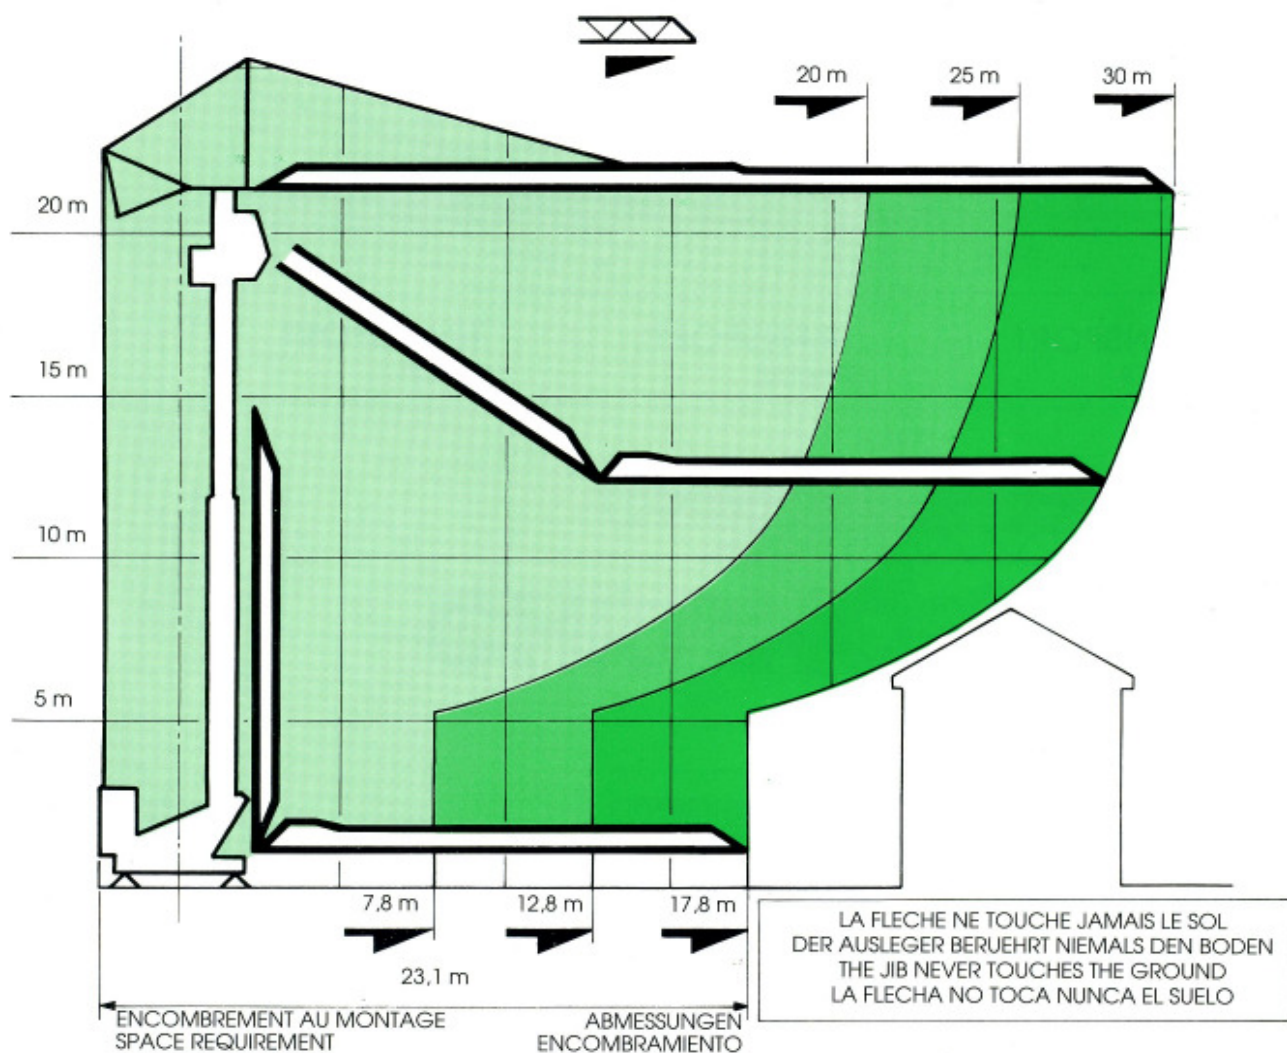 20 m
25 m
30 m
20 m
15 m
10 m
5 m
7,8 m
12,8 m
17,8 m
23,1 m
ENCOMBREMENT AU MONTAGE
SPACE REQUIREMENT
ABMESSUNGEN
ENCOMBRAMIENTO
LA FLECHE NE TOUCHE JAMAIS LE SOL
DER AUSLEGER BERUEHRT NIEMALS DEN BODEN
THE JIB NEVER TOUCHES THE GROUND
LA FLECHA NO TOCA NUNCA EL SUELO